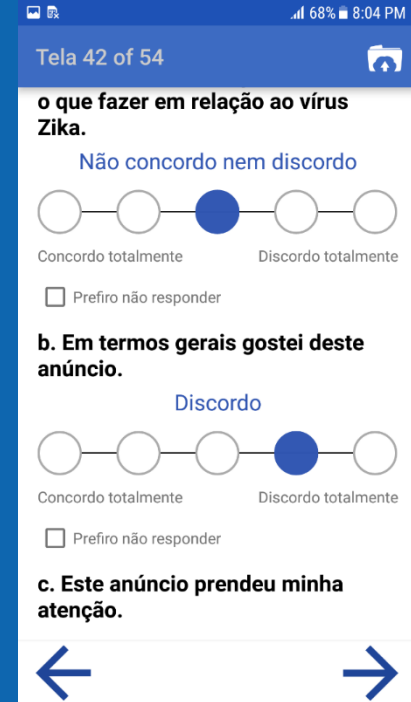 68% 8:04 PM
Tela 42 of 54
o que fazer em relação ao vírus
Zika.
Não concordo nem discordo
Concordo totalmente Discordo totalmente
Prefiro não responder
b. Em termos gerais gostei deste
anúncio.
Discordo
Concordo totalmente Discordo totalmente
Prefiro não responder
c. Este anúncio prendeu minha
atenção.